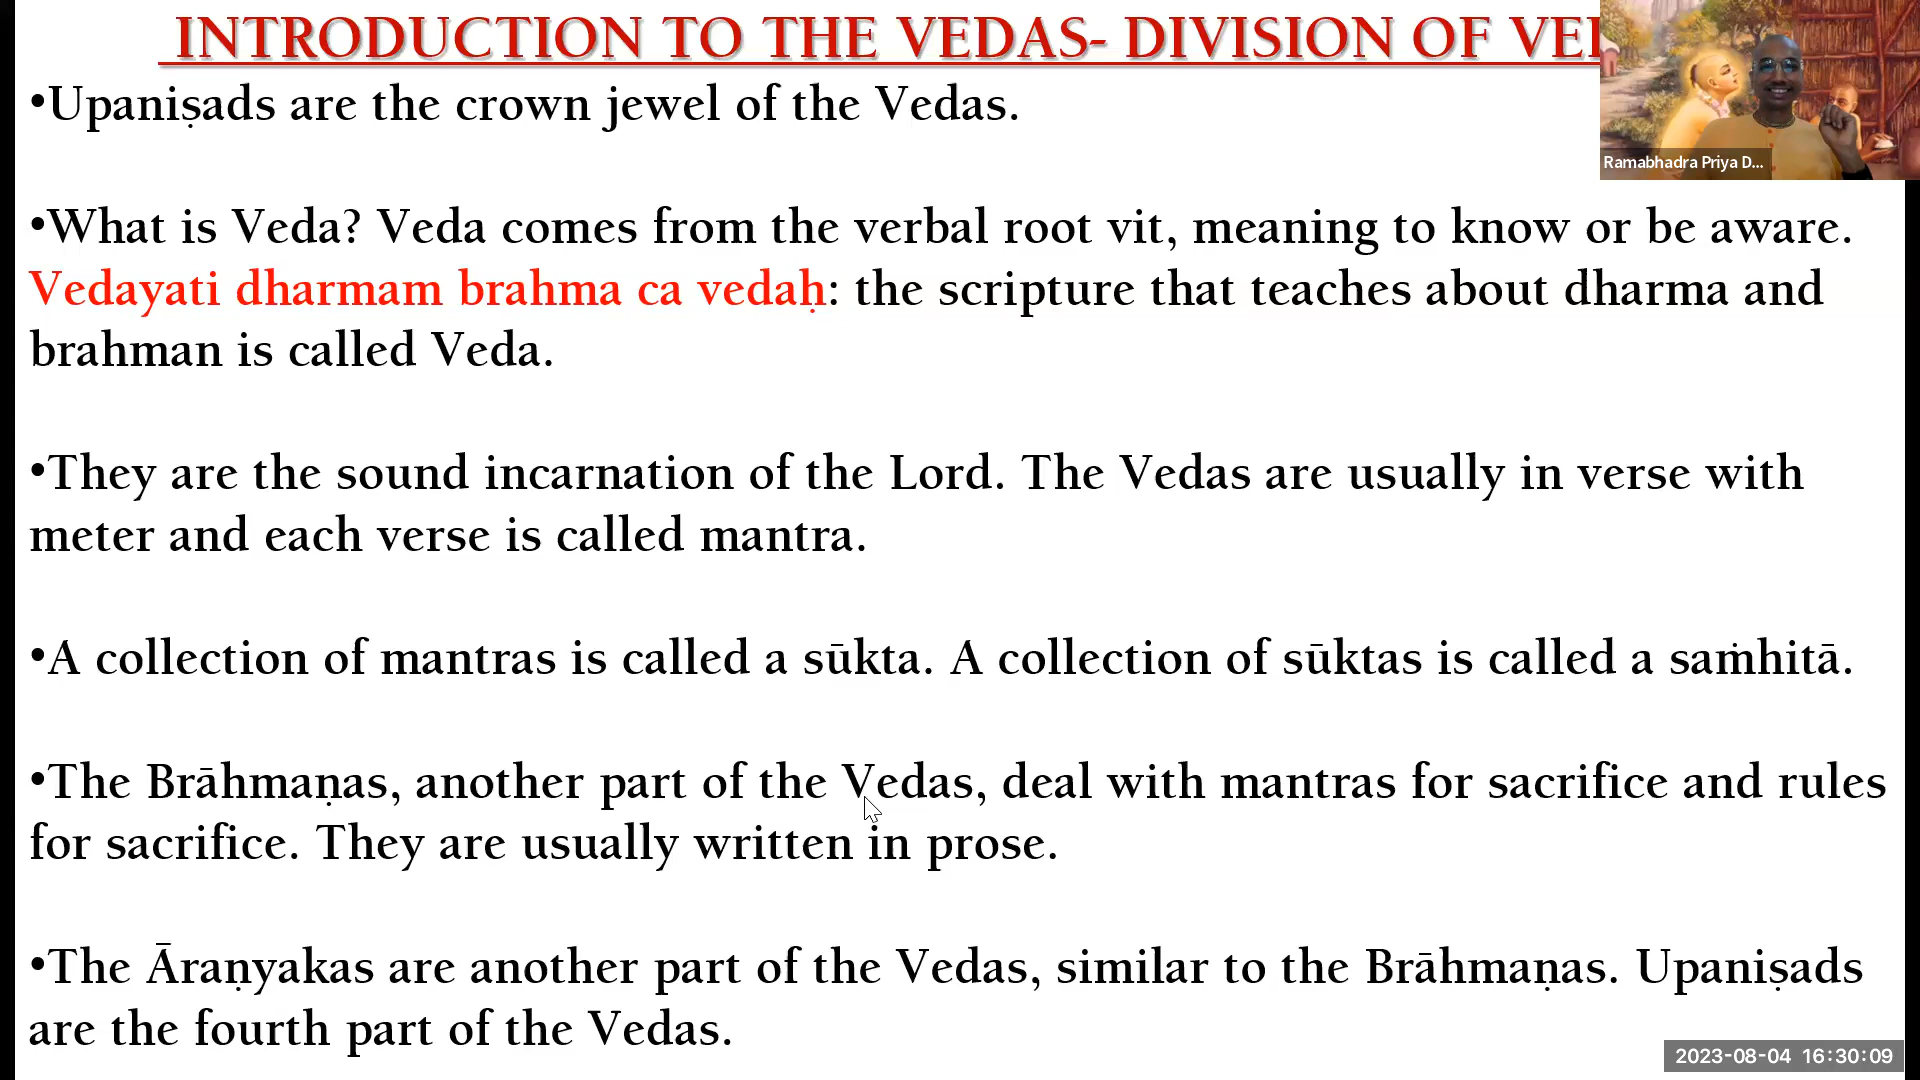 INTRODUCTION TO THE VEDAS- DIVISION OF
•Upaniṣads are the crown jewel of the Vedas.
Ramabhadra Priya D...
•What is Veda? Veda comes from the verbal root vit, meaning to know or be aware.
Vedayati dharmam brahma ca vedaḥ: the scripture that teaches about dharma and
brahman is called Veda.
•They are the sound incarnation of the Lord. The Vedas are usually in verse with
meter and each verse is called mantra.
•A collection of mantras is called a sūkta. A collection of sūktas is called a saṁhitā.
•The Brāhmaṇas, another part of the Vedas, deal with mantras for sacrifice and rules
for sacrifice. They are usually written in prose.
•The Āraṇyakas are another part of the Vedas, similar to the Brāhmaṇas. Upaniṣads
are the fourth part of the Vedas.
2023-08-04 16:30:09